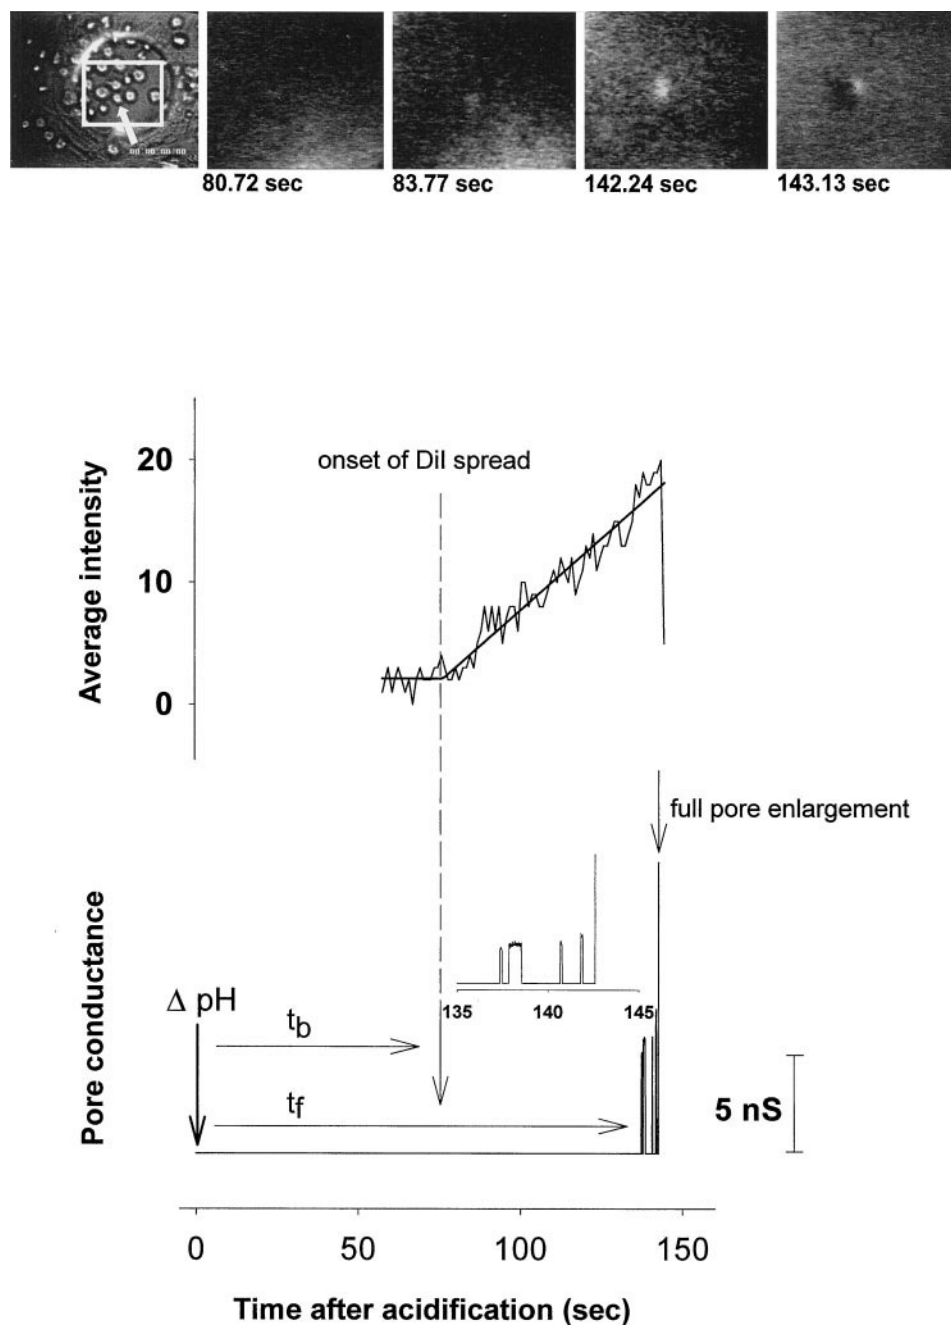 80.72 sec
83.77 sec
142.24 sec
143.13 sec
20
10
0
Average intensity
onset of DiI spread
full pore enlargement
135
140
145
Δ pH
t_b
t_f
5 nS
Pore conductance
0
50
100
150
Time after acidification (sec)